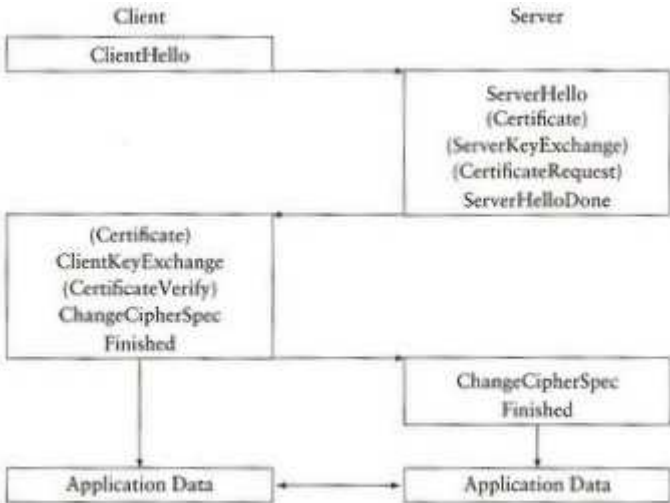 Client
Server
ClientHello
ServerHello
(Certificate)
(ServerKeyExchange)
(CertificateRequest)
ServerHelloDone
(Certificate)
ClientKeyExchange
(CertificateVerify)
ChangeCipherSpec
Finished
ChangeCipherSpec
Finished
Application Data
Application Data